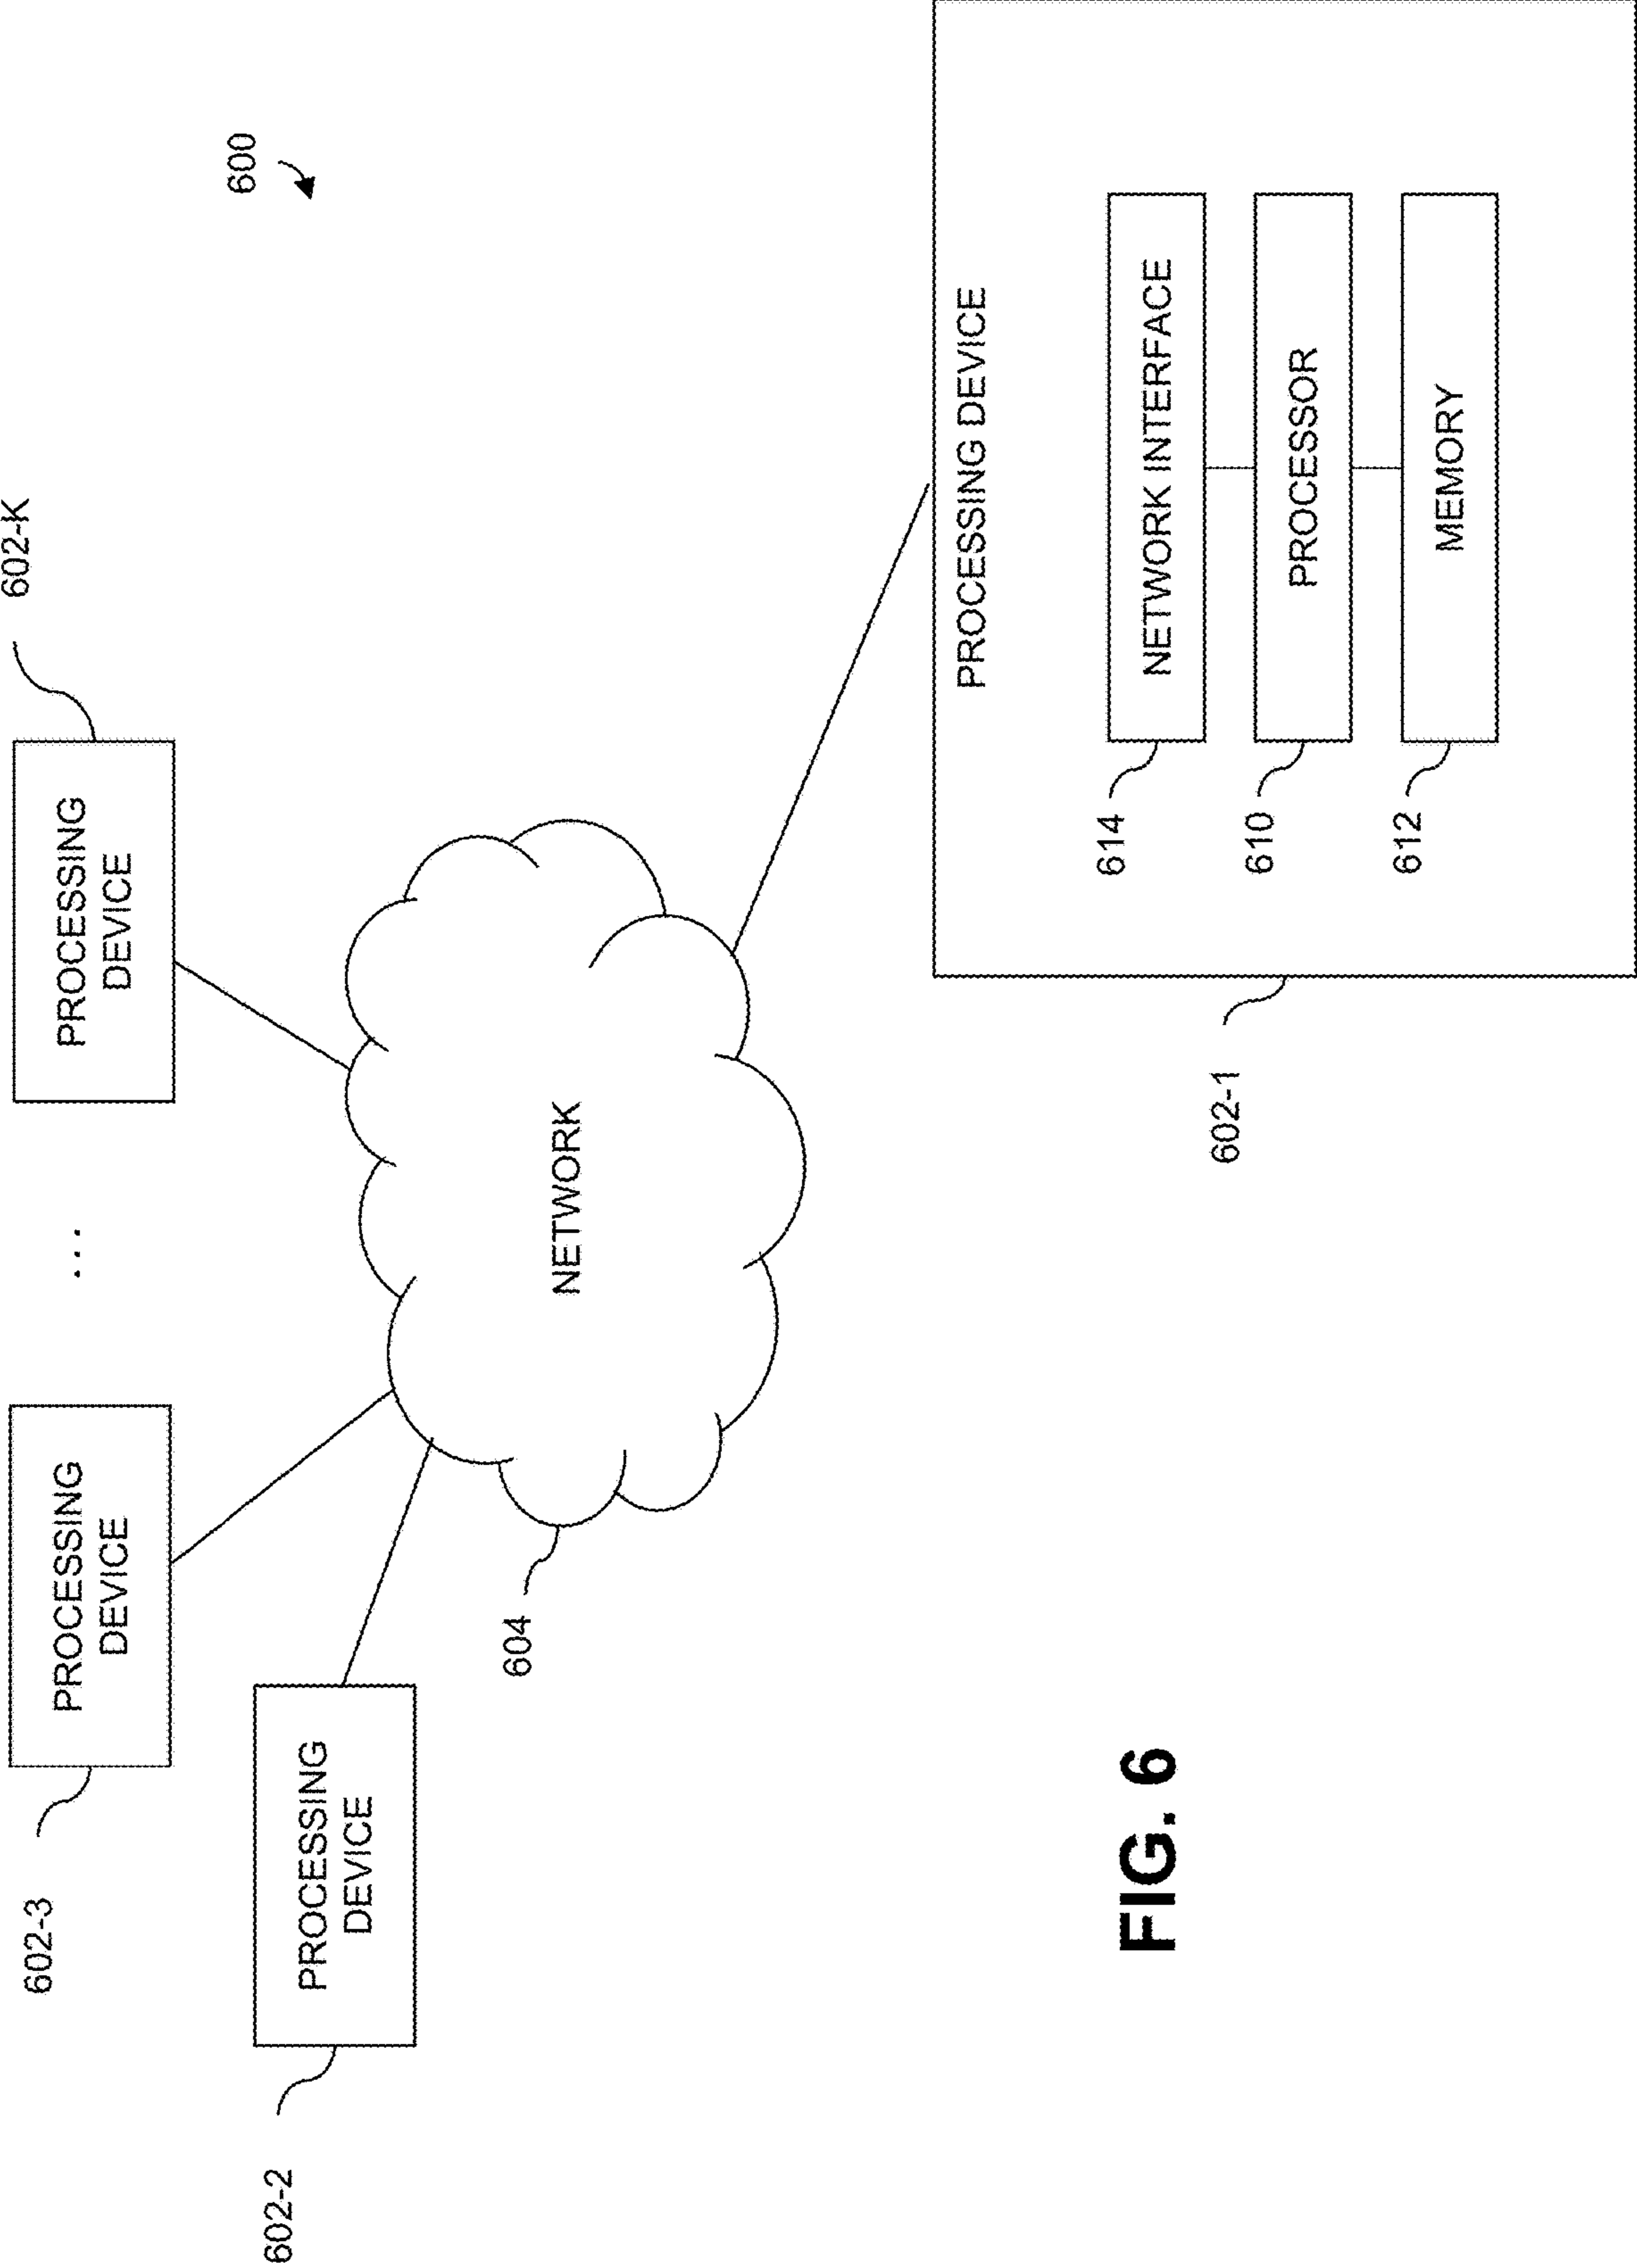 600
602-2
PROCESSING
DEVICE
602-3
PROCESSING
DEVICE
...
602-K
PROCESSING
DEVICE
604
NETWORK
602-1
PROCESSING DEVICE
614
NETWORK INTERFACE
610
PROCESSOR
612
MEMORY
FIG. 6